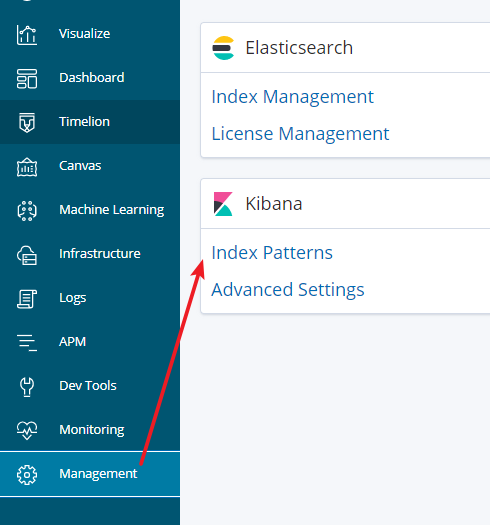 Visualize
Dashboard
Timelion
Canvas
Machine Learning
Infrastructure
Logs
APM
Dev Tools
Monitoring
Management
Elasticsearch
Index Management
License Management
Kibana
Index Patterns
Advanced Settings